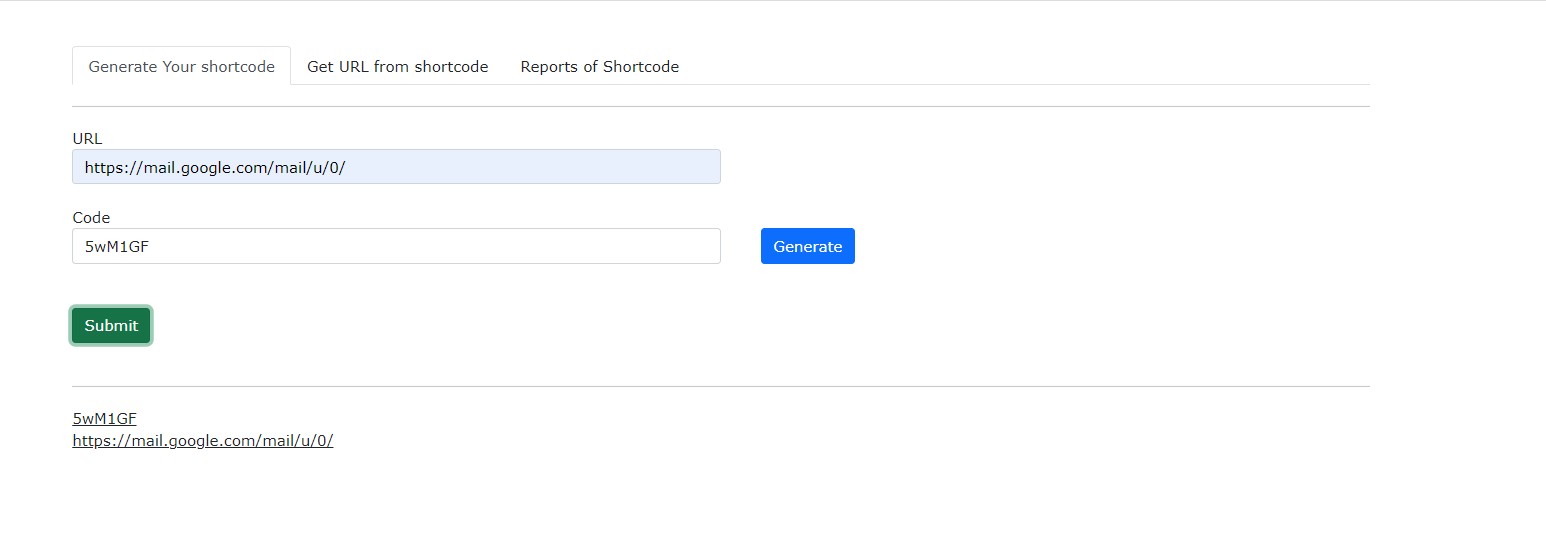 Generate Your shortcode Get URL from shortcode Reports of Shortcode
URL
https://mail.google.com/mail/u/0/
Code
5wM1GF Generate
Submit
5wM1GF
https://mail.google.com/mail/u/0/